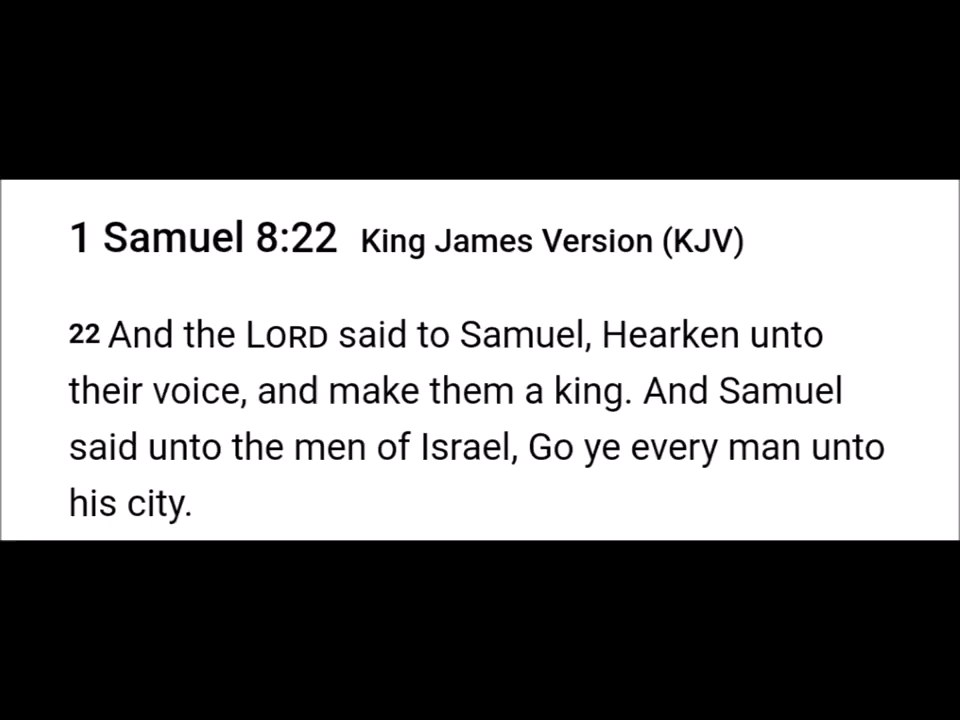 1 Samuel 8:22 King James Version (KJV)
22 And the LORD said to Samuel, Hearken unto
their voice, and make them a king. And Samuel
said unto the men of Israel, Go ye every man unto
his city.